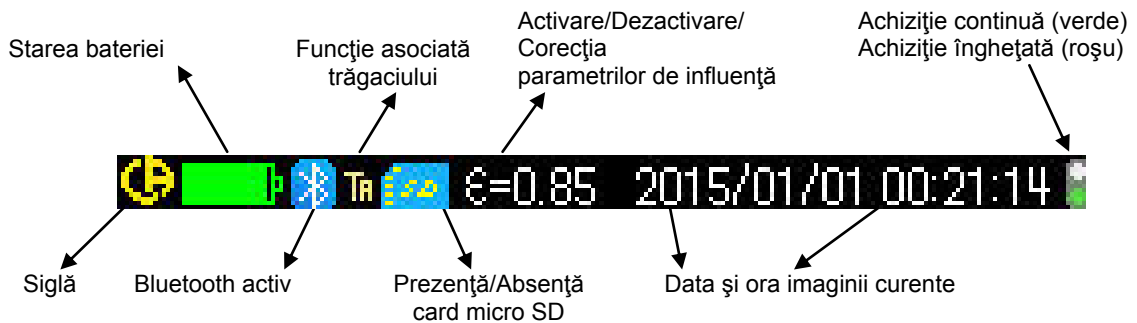 Starea bateriei
Funcţie asociată
trăgaciului
Activare/Dezactivare/
Corecţia
parametrilor de influenţă
Achiziţie continuă (verde)
Achiziţie îngheţată (roşu)
TA SD €=0.85 2015/01/01 00:21:14
Siglă
Bluetooth activ
Prezenţă/Absenţă
card micro SD
Data şi ora imaginii curente